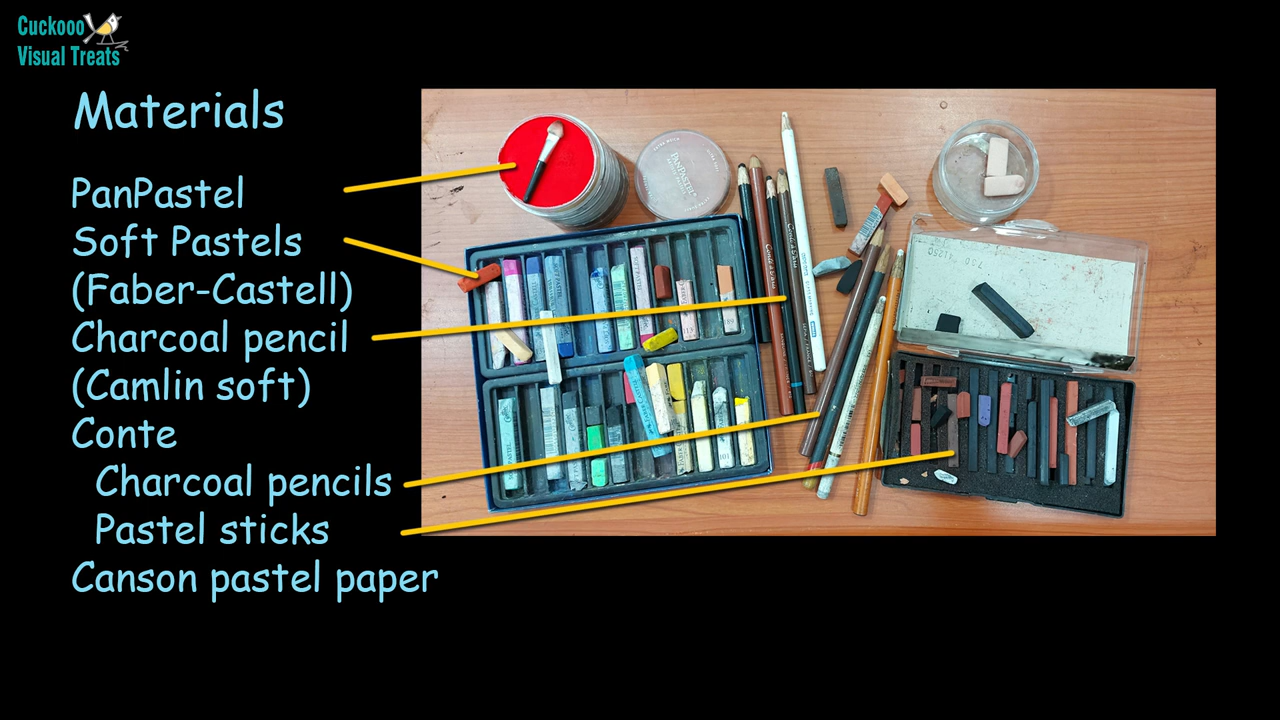 Cuckooo
Visual Treats
Materials
PanPastel
Soft Pastels
(Faber-Castell)
Charcoal pencil
(Camlin soft)
Conte
Charcoal pencils
Pastel sticks
Canson pastel paper
PANPASTEL